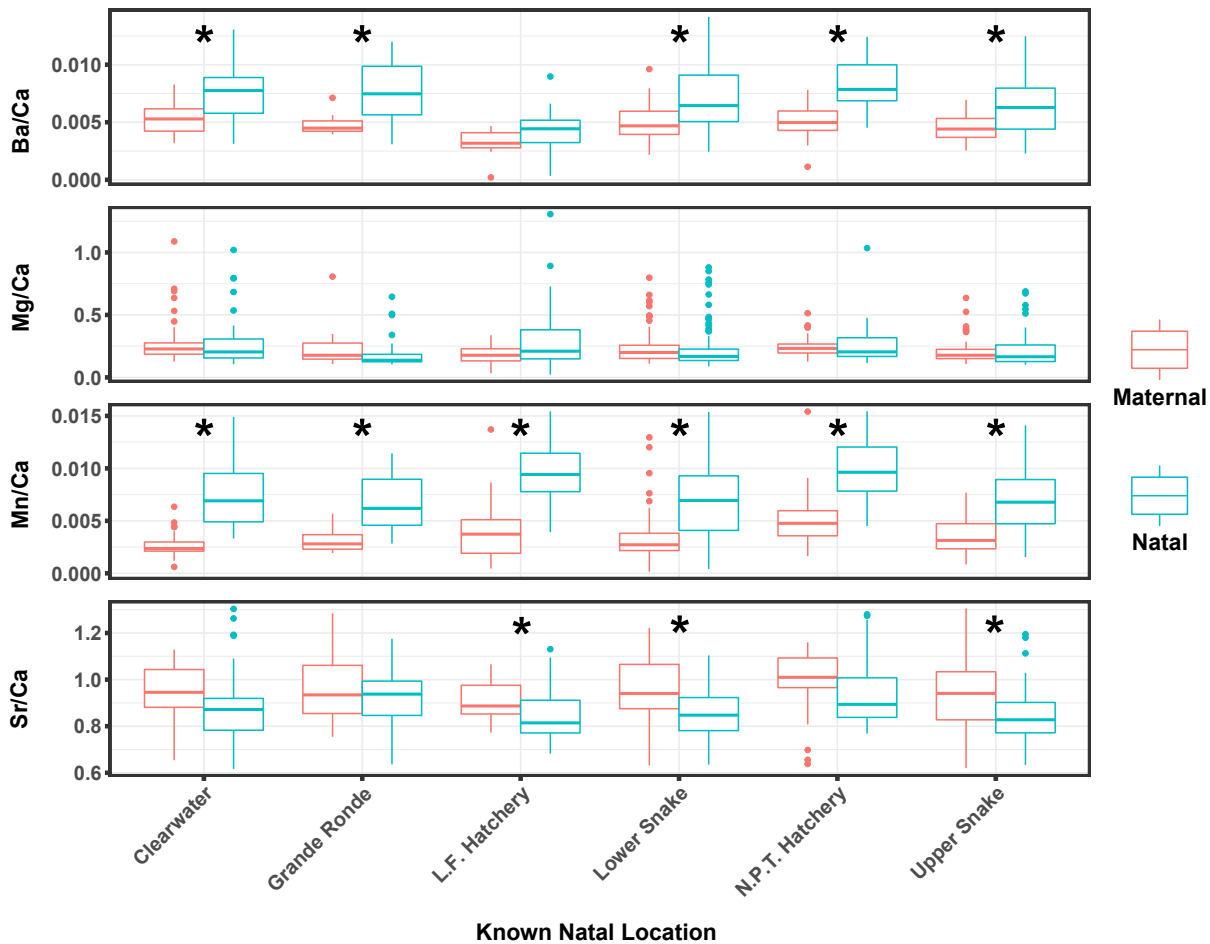 Ba/Ca
0.010
0.005
0.000
* * * * *
Mg/Ca
1.0
0.5
0.0
Mn/Ca
0.015
0.010
0.005
0.000
* * * * * *
Sr/Ca
1.2
1.0
0.8
0.6
* * *
Clearwater
Grande Ronde
L.F. Hatchery
Lower Snake
N.P.T. Hatchery
Upper Snake
Known Natal Location
Maternal
Natal